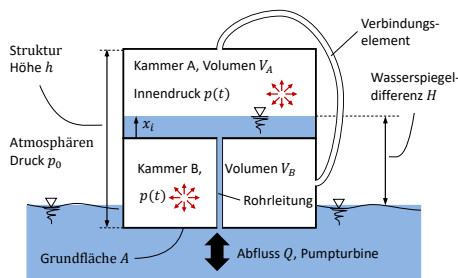 Struktur
Höhe h
Atmosphären
Druck p₀
Kammer A, Volumen V_A
Innendruck p(t)
x_i
Kammer B,
p(t)
Volumen V_B
Rohrleitung
Grundfläche A
Abfluss Q, Pumpturbine
Verbindungs-
element
Wasserspiegel-
differenz H